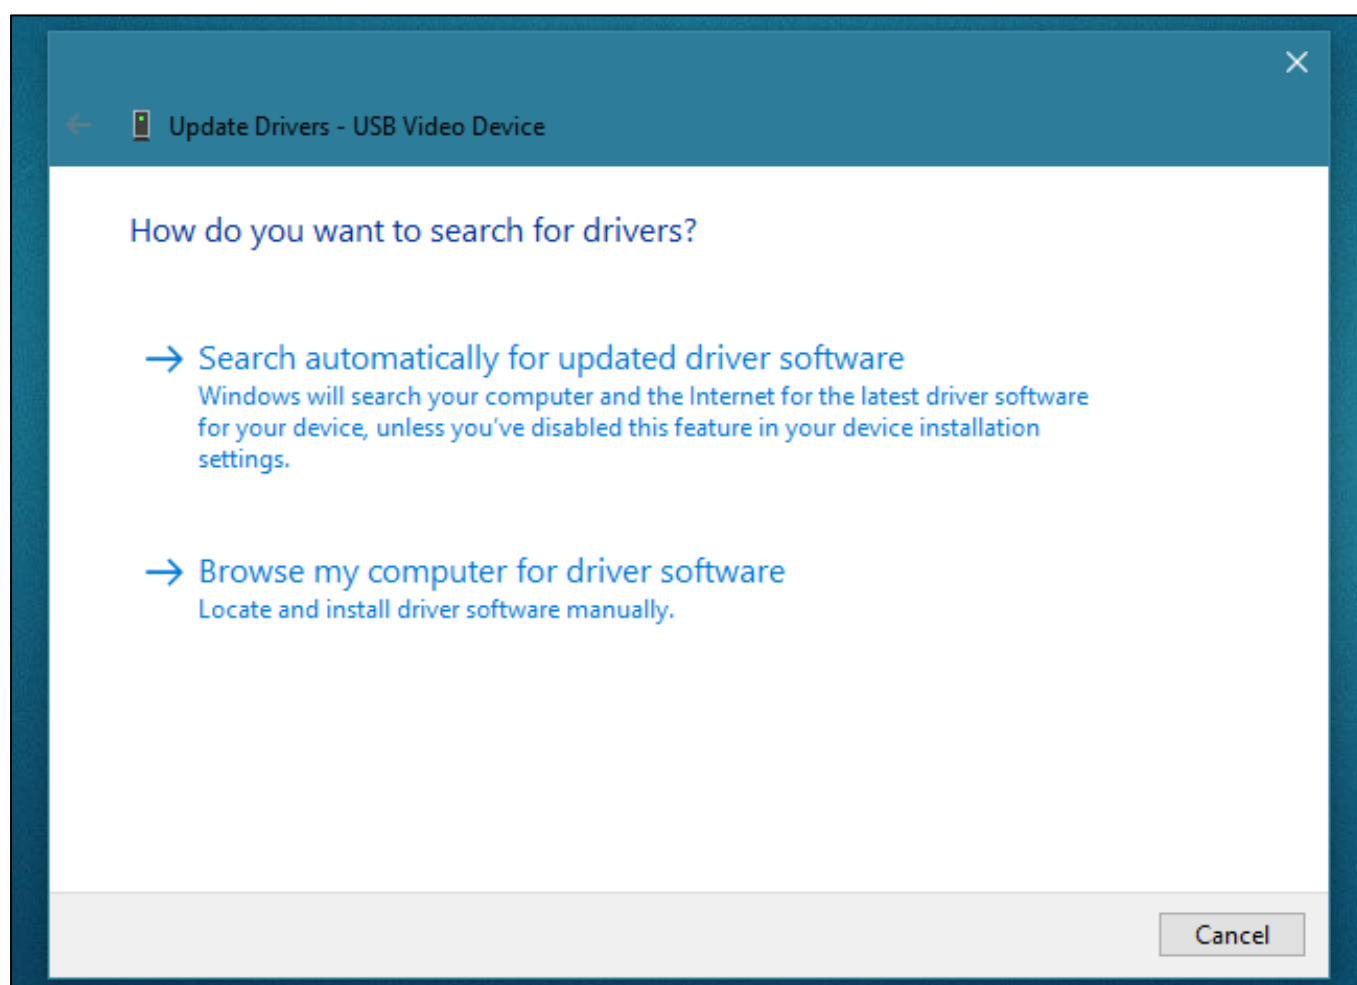 Update Drivers - USB Video Device
How do you want to search for drivers?
Search automatically for updated driver software
Windows will search your computer and the Internet for the latest driver software
for your device, unless you've disabled this feature in your device installation
settings.
Browse my computer for driver software
Locate and install driver software manually.
Cancel